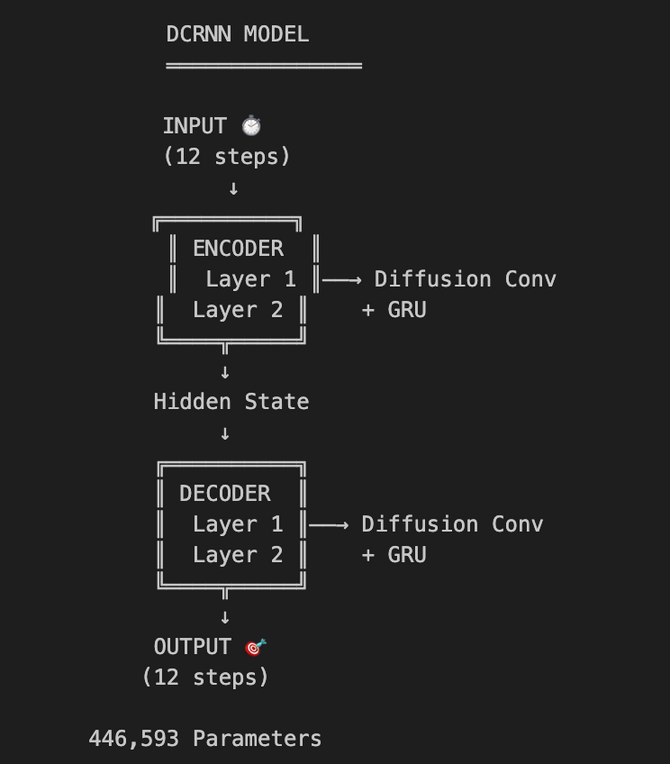 DCRNN MODEL
INPUT ⏱️
(12 steps)
↓
ENCODER
Layer 1 ──→ Diffusion Conv
Layer 2 + GRU
↓
Hidden State
↓
DECODER
Layer 1 ──→ Diffusion Conv
Layer 2 + GRU
↓
OUTPUT 🎯
(12 steps)
446,593 Parameters